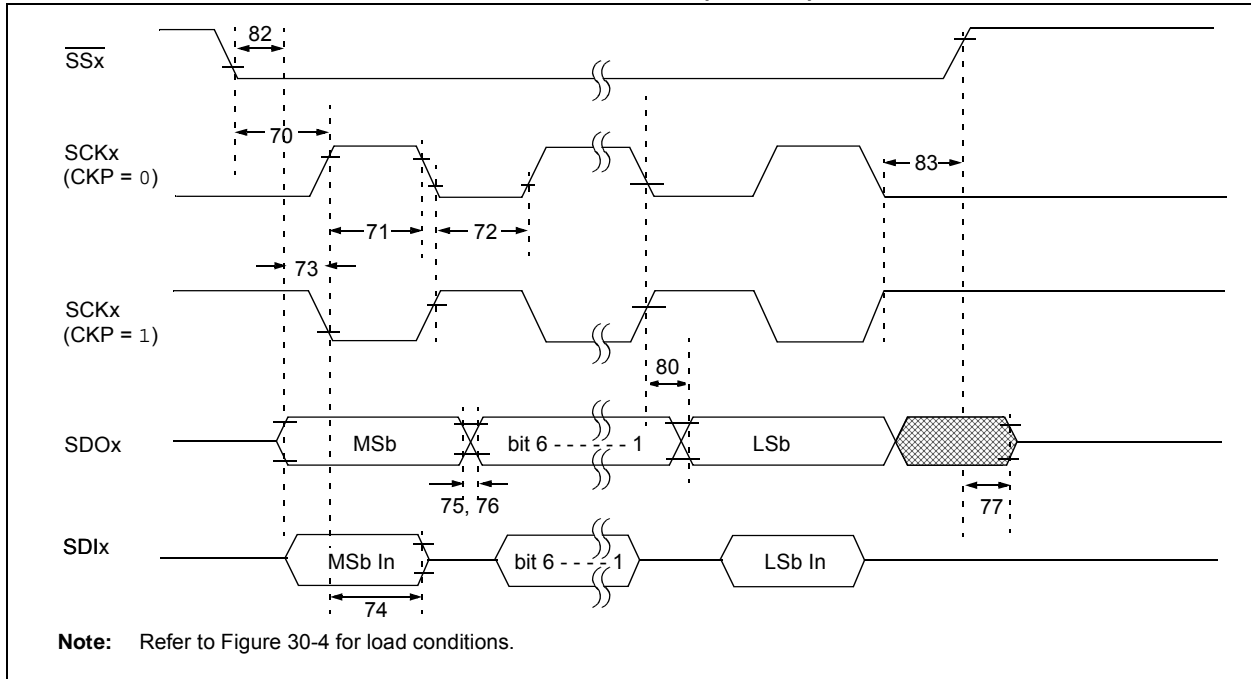 82
SSx
70
SCKx
(CKP = 0)
83
71
72
73
SCKx
(CKP = 1)
80
SDOx
MSb
bit 6 - - - - - - 1
LSb
75, 76
77
SDIx
MSb In
bit 6 - - - - 1
LSb In
74
Note: Refer to Figure 30-4 for load conditions.